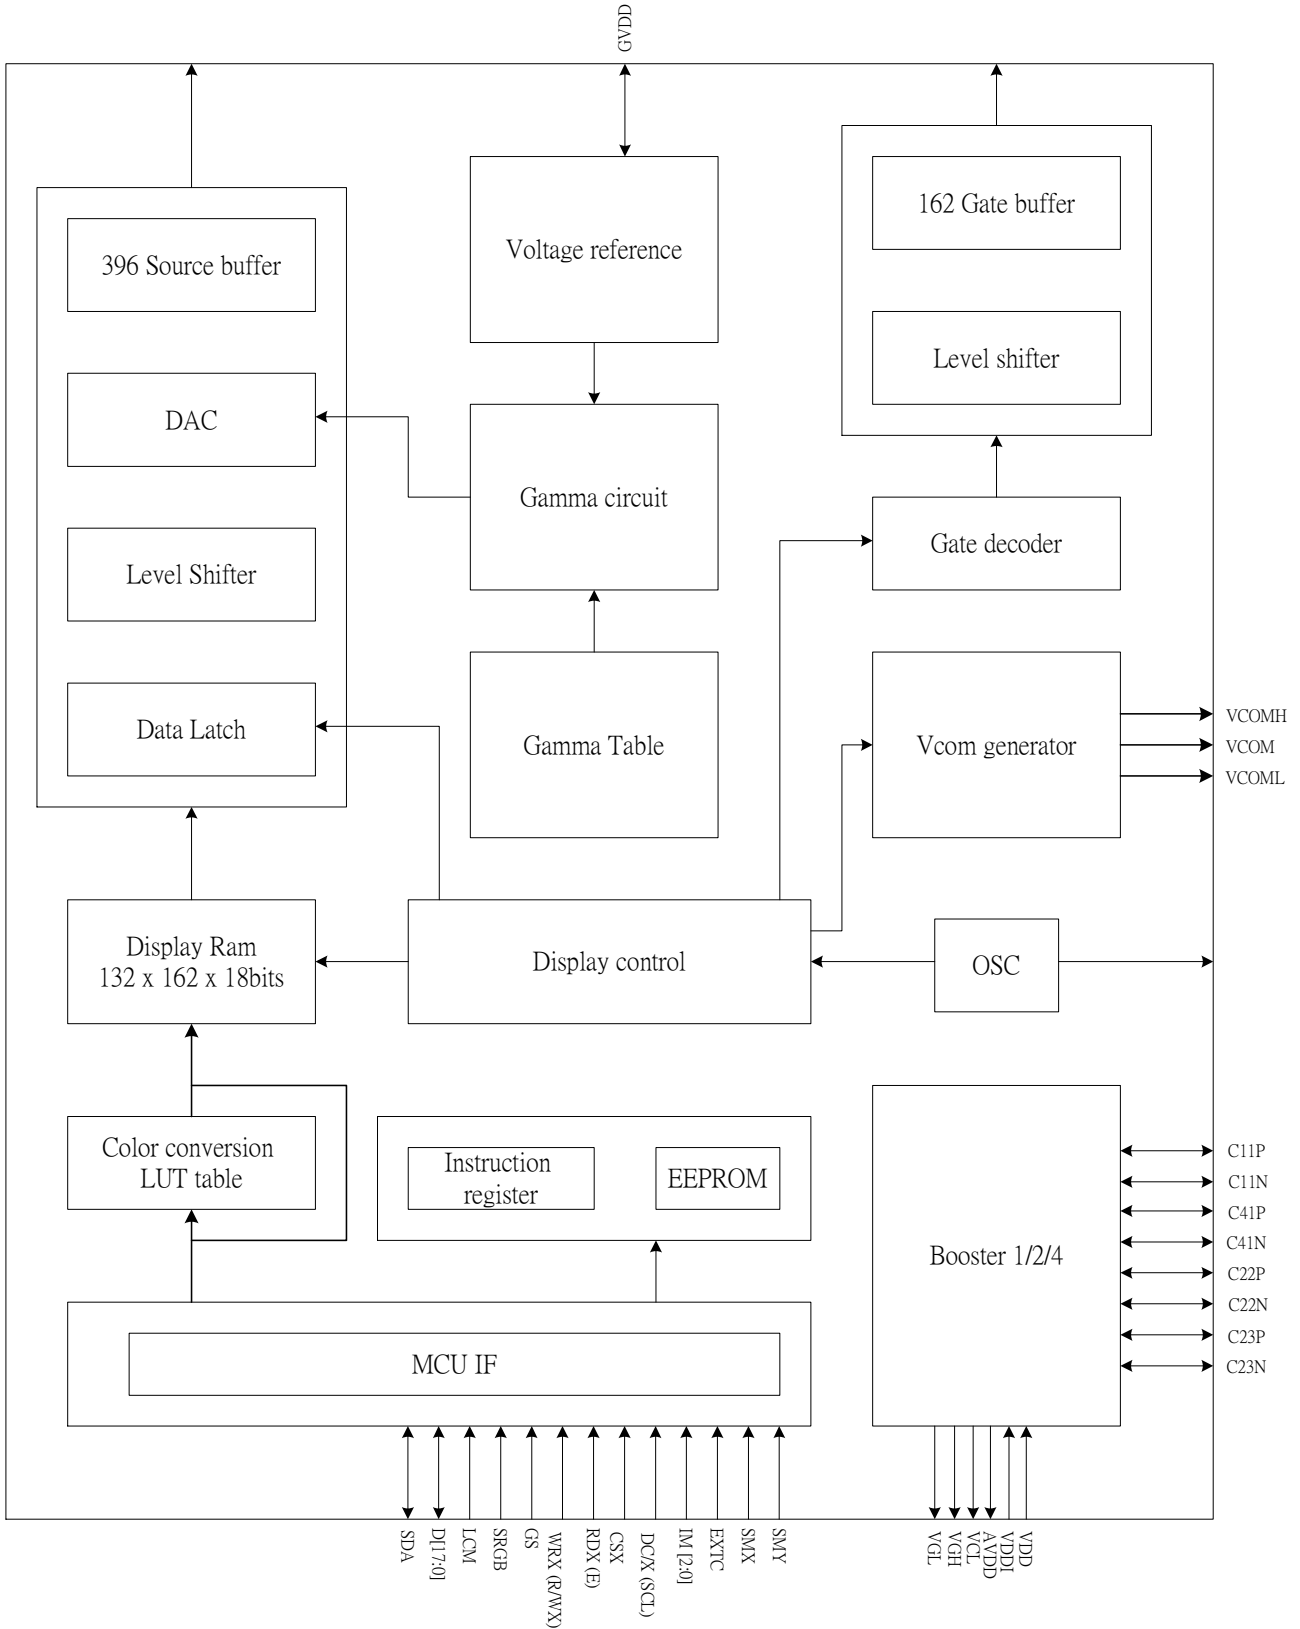 GVDD
396 Source buffer
Voltage reference
162 Gate buffer
Level shifter
DAC
Gamma circuit
Gate decoder
Level Shifter
Data Latch
Gamma Table
Vcom generator
VCOMH
VCOM
VCOML
Display Ram
132 x 162 x 18bits
Display control
OSC
Color conversion
LUT table
Instruction
register
EEPROM
Booster 1/2/4
C11P
C11N
C41P
C41N
C22P
C22N
C23P
C23N
MCU IF
SDA
D[17:0]
LCM
SRGB
GS
WRX (R/WX)
RDX (E)
CSX
DC/X (SCL)
IM [2:0]
EXTC
SMX
SMY
VGL
VGH
VCL
AVDD
VDDI
VDD